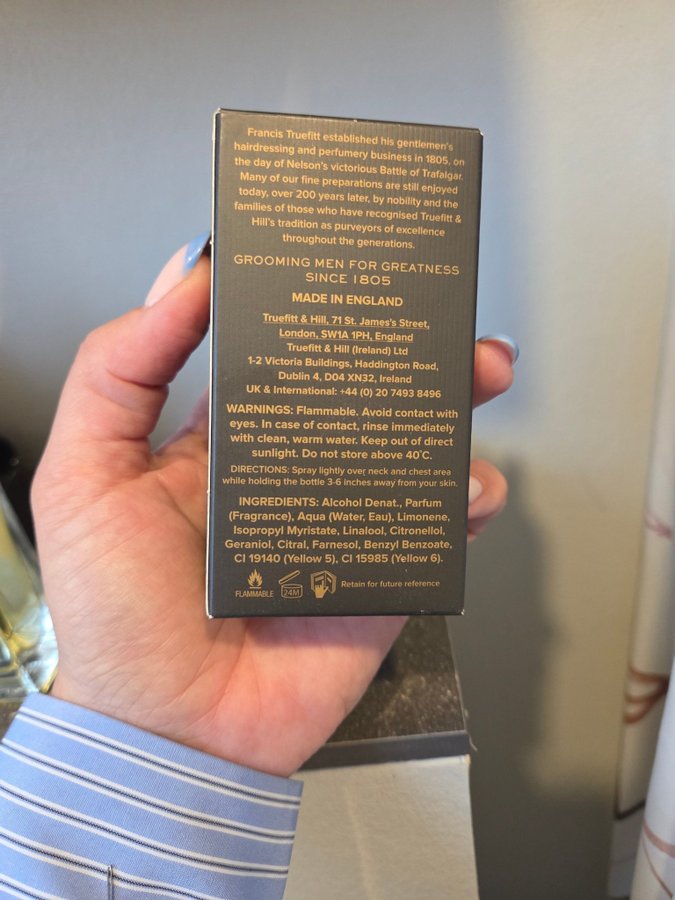 Francis Truefitt established his gentlemen's
hairdressing and perfumery business in 1805, on
the day of Nelson's victorious Battle of Trafalgar.
Many of our fine preparations are still enjoyed
today, over 200 years later, by nobility and the
families of those who have recognised Truefitt &
Hill's tradition as purveyors of excellence
throughout the generations.
GROOMING MEN FOR GREATNESS
SINCE 1805
MADE IN ENGLAND
Truefitt & Hill, 71 St. James's Street,
London, SW1A 1PH, England
Truefitt & Hill (Ireland) Ltd
1-2 Victoria Buildings, Haddington Road,
Dublin 4, D04 XN32, Ireland
UK & International: +44 (0) 20 7493 8496
WARNINGS: Flammable. Avoid contact with
eyes. In case of contact, rinse immediately
with clean, warm water. Keep out of direct
sunlight. Do not store above 40°C.
DIRECTIONS: Spray lightly over neck and chest area
while holding the bottle 3-6 inches away from your skin.
INGREDIENTS: Alcohol Denat., Parfum
(Fragrance), Aqua (Water, Eau), Limonene,
Isopropyl Myristate, Linalool, Citronellol,
Geraniol, Citral, Farnesol, Benzyl Benzoate,
CI 19140 (Yellow 5), CI 15985 (Yellow 6).
FLAMMABLE 24M Retain for future reference